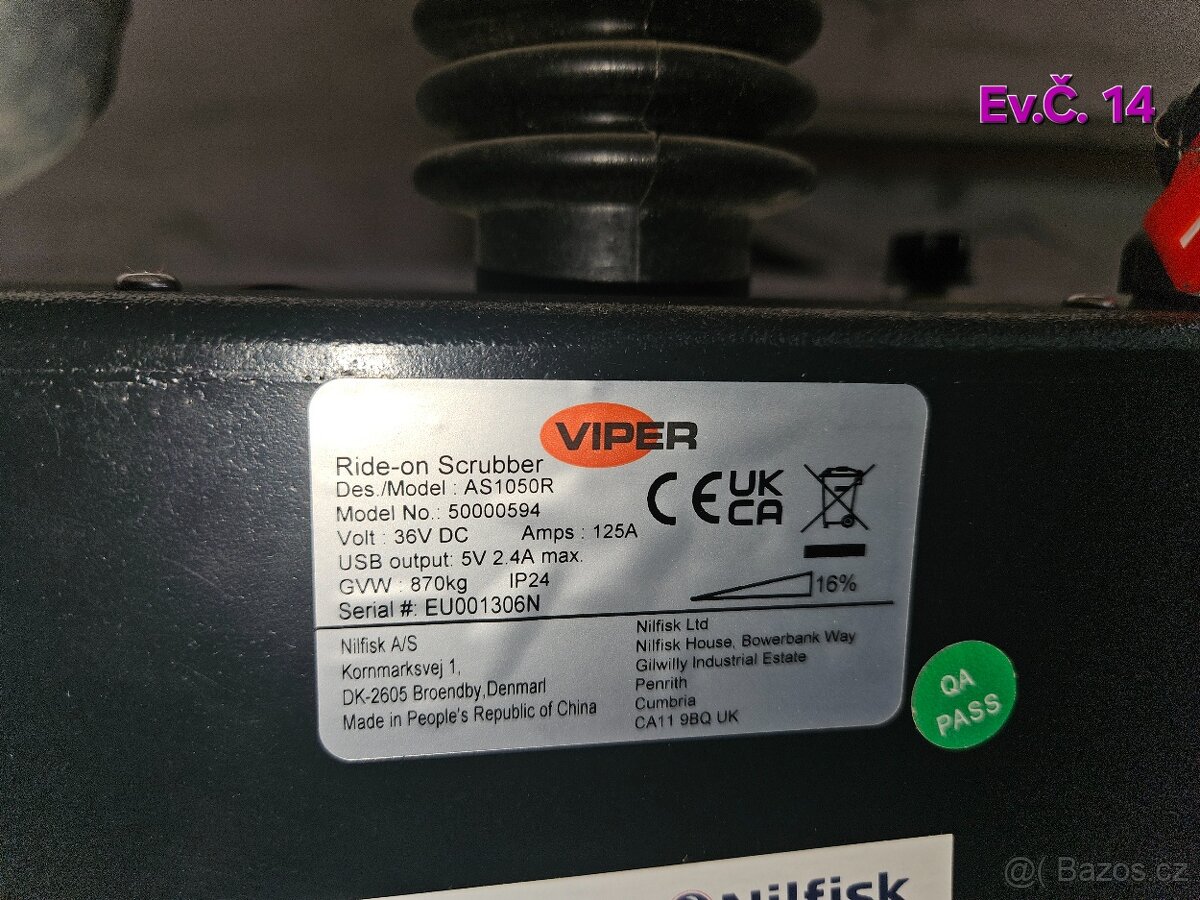 Ev.Č. 14
VIPER
Ride-on Scrubber
Des./Model : AS1050R
Model No.: 50000594
Volt : 36V DC Amps : 125A
USB output: 5V 2.4A max.
GVW : 870kg IP24
Serial #: EU001306N
CE UK
CA
16%
Nilfisk A/S
Kornmarksvej 1,
DK-2605 Broendby,Denmarl
Made in People's Republic of China
Nilfisk Ltd
Nilfisk House, Bowerbank Way
Gilwilly Industrial Estate
Penrith
Cumbria
CA11 9BQ UK
QA
PASS
Nilfisk
@( Bazos.cz